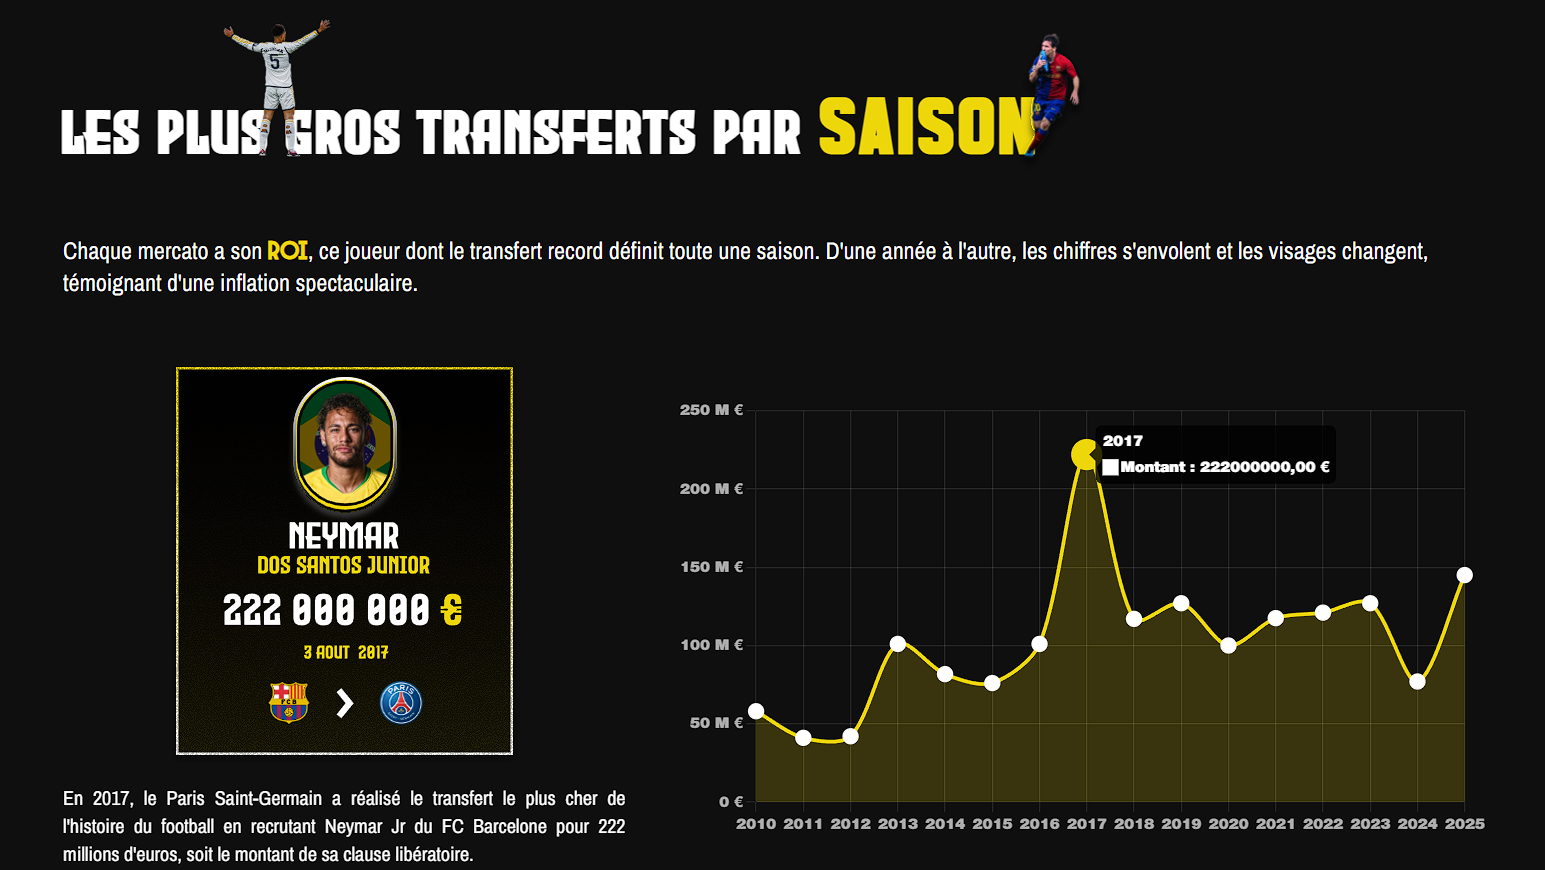 5
LES PLUS GROS TRANSFERTS PAR SAISON
Chaque mercato a son ROI, ce joueur dont le transfert record définit toute une saison. D'une année à l'autre, les chiffres s'envolent et les visages changent,
témoignant d'une inflation spectaculaire.
NEYMAR
DOS SANTOS JUNIOR
222 000 000 €
3 AOUT 2017
FCB
PARIS
En 2017, le Paris Saint-Germain a réalisé le transfert le plus cher de
l'histoire du football en recrutant Neymar Jr du FC Barcelone pour 222
millions d'euros, soit le montant de sa clause libératoire.
250 M €
200 M €
150 M €
100 M €
50 M €
0 €
2017
Montant : 222000000,00 €
2010 2011 2012 2013 2014 2015 2016 2017 2018 2019 2020 2021 2022 2023 2024 2025